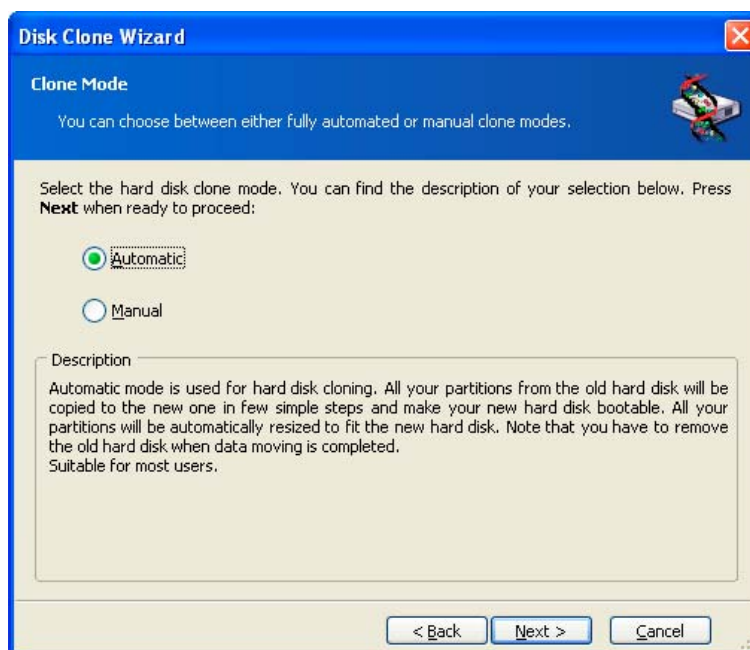 Disk Clone Wizard
Clone Mode
You can choose between either fully automated or manual clone modes.
Select the hard disk clone mode. You can find the description of your selection below. Press
Next when ready to proceed:
Automatic
Manual
Description
Automatic mode is used for hard disk cloning. All your partitions from the old hard disk will be
copied to the new one in few simple steps and make your new hard disk bootable. All your
partitions will be automatically resized to fit the new hard disk. Note that you have to remove
the old hard disk when data moving is completed.
Suitable for most users.
< Back
Next >
Cancel